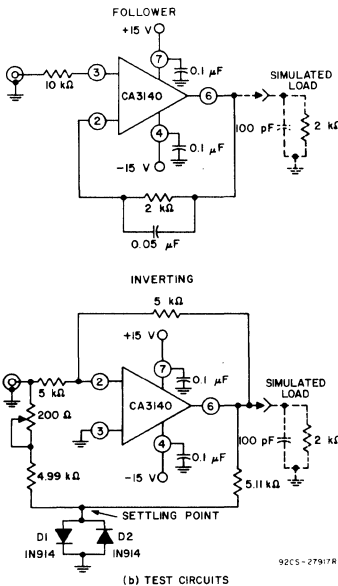 FOLLOWER
+15 V
7
0.1 μF
SIMULATED
LOAD
3
10 kΩ
CA3140
6
100 pF
2 kΩ
2
4
0.1 μF
-15 V
2 kΩ
0.05 μF
INVERTING
5 kΩ
+15 V
7
0.1 μF
SIMULATED
LOAD
5 kΩ
2
200 Ω
CA3140
6
3
100 pF
2 kΩ
4
0.1 μF
4.99 kΩ
-15 V
5.11 kΩ
SETTLING POINT
D1
1N914
D2
1N914
92CS-27917R
(b) TEST CIRCUITS